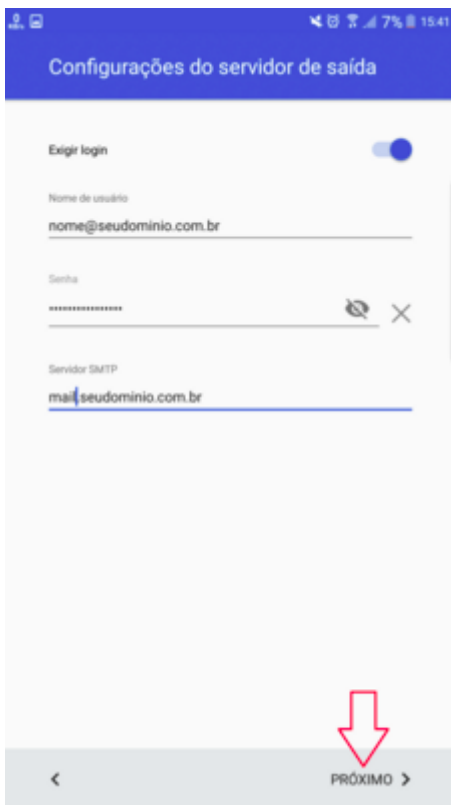 7% 15:41
Configurações do servidor de saída
Exigir login
Nome de usuário
nome@seudominio.com.br
Senha
Servidor SMTP
mail.seudominio.com.br
PRÓXIMO